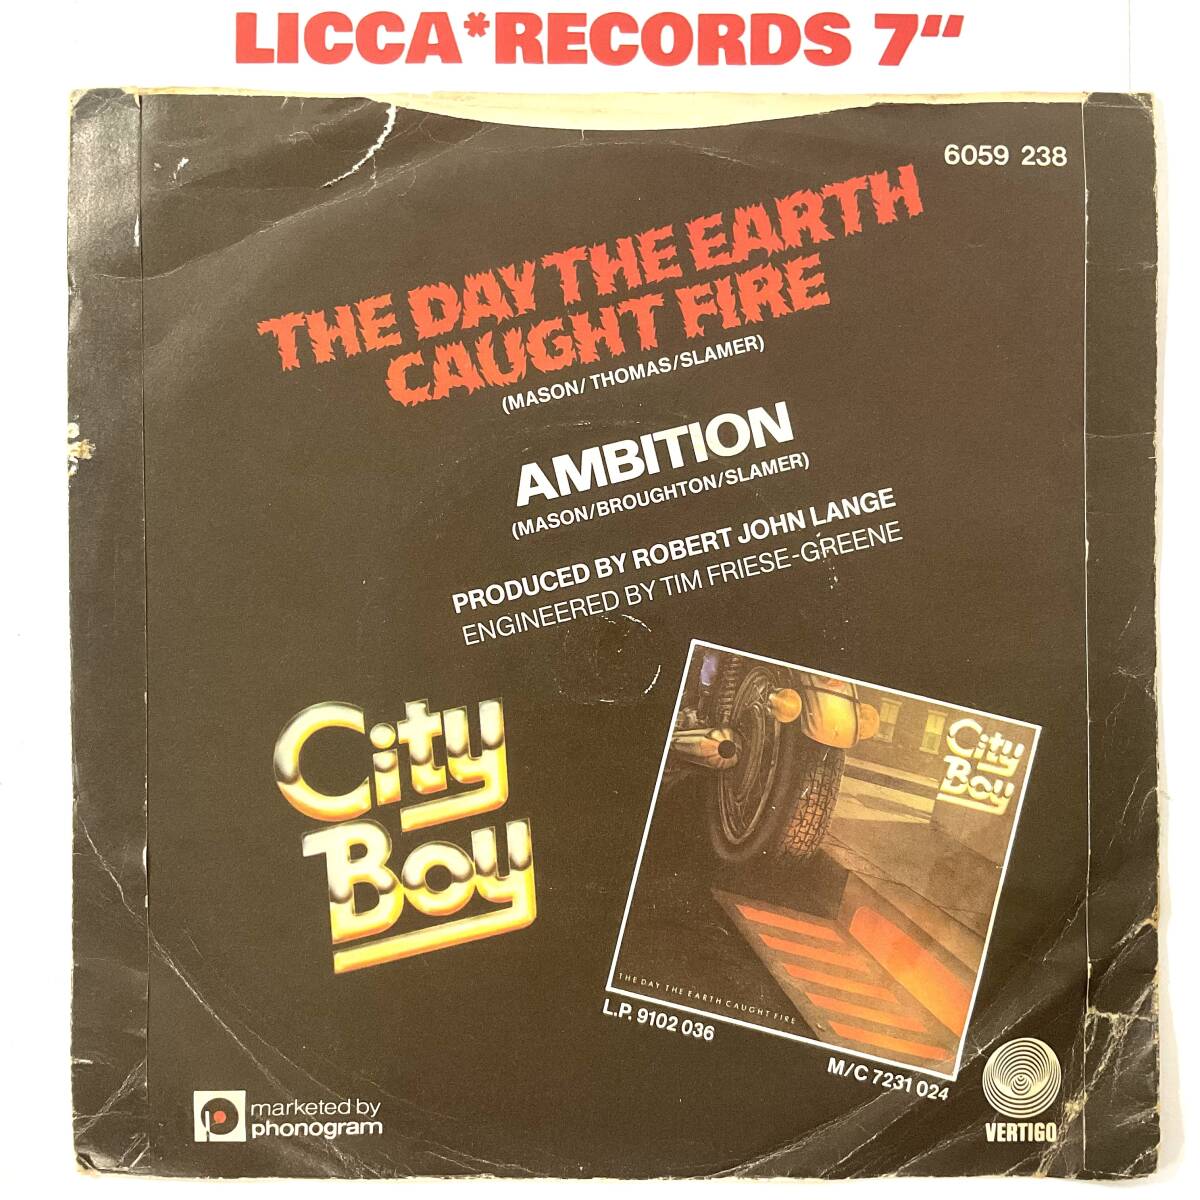 LICCA*RECORDS 7“
6059 238
THE DAY THE EARTH
CAUGHT FIRE
(MASON/THOMAS/SLAMER)
AMBITION
(MASON/BROUGHTON/SLAMER)
PRODUCED BY ROBERT JOHN LANGE
ENGINEERED BY TIM FRIESE-GREENE
City
Boy
City
Boy
THE DAY THE EARTH CAUGHT FIRE
L.P. 9102 036
M/C 7231 024
marketed by
phonogram
VERTIGO